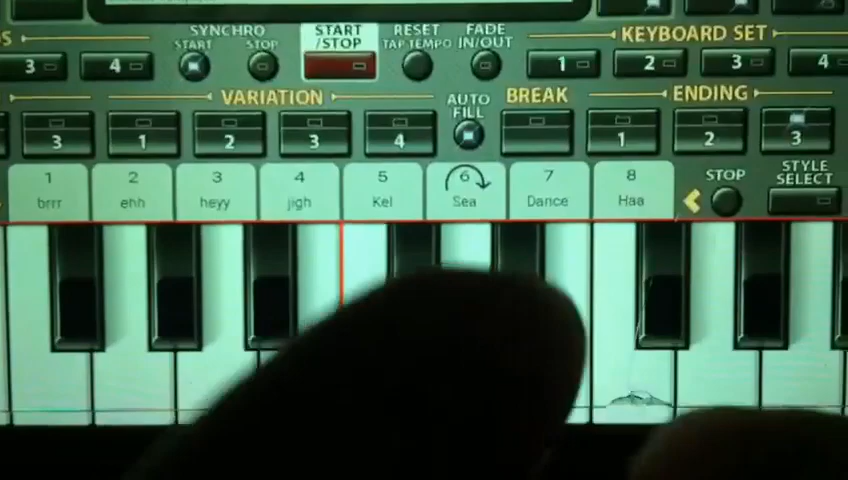 DS
SYNCHRO
START
STOP
START
/STOP
RESET
TAP TEMPO
FADE
IN/OUT
KEYBOARD SET
3
4
1
2
3
4
VARIATION
AUTO
FILL
BREAK
ENDING
3
1
2
3
4
1
2
3
1
2
3
4
5
6
7
8
brrr
ehh
heyy
jigh
Kel
Sea
Dance
Haa
STOP
STYLE
SELECT